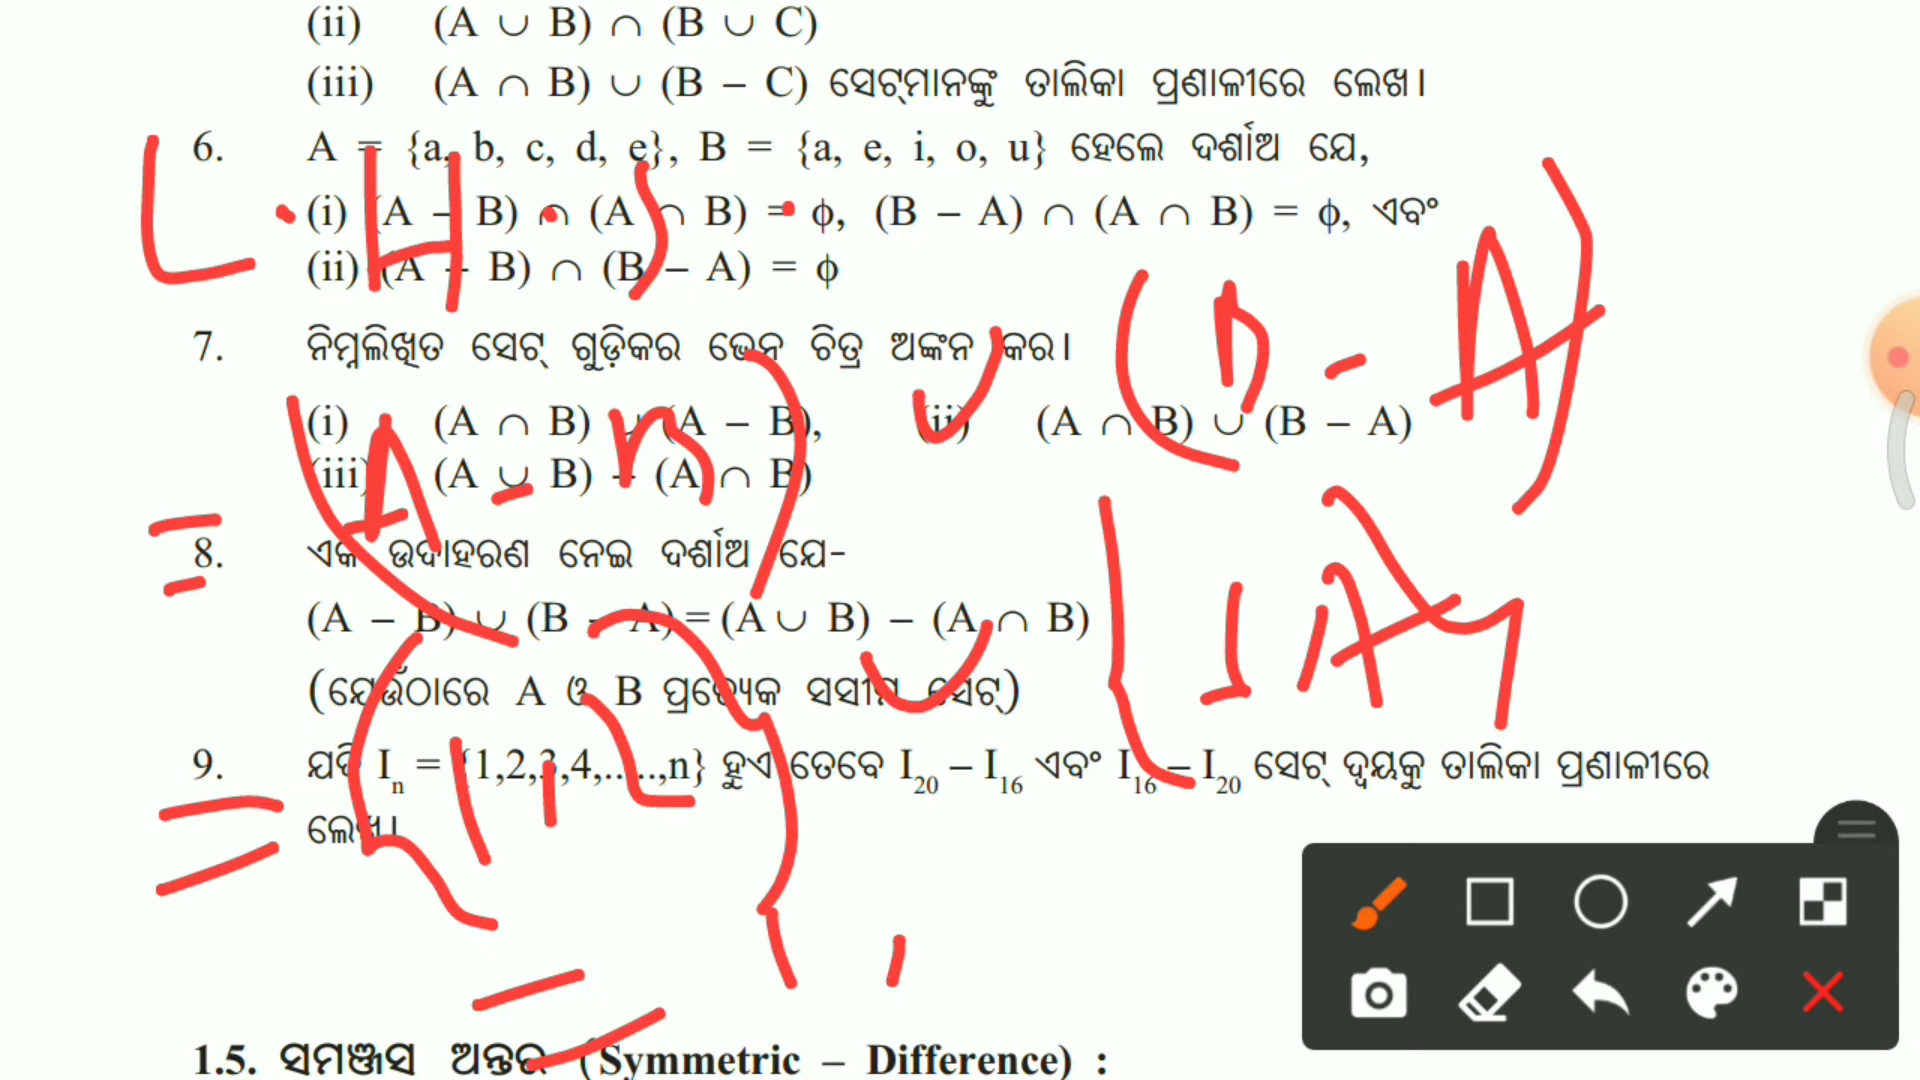 (ii) (A ∪ B) ∩ (B ∪ C)
(iii) (A ∩ B) ∪ (B – C) ସେଟ୍‌ମାନଙ୍କୁ ତାଲିକା ପ୍ରଣାଳୀରେ ଲେଖ।
6. A = {a, b, c, d, e}, B = {a, e, i, o, u} ହେଲେ ଦର୍ଶାଅ ଯେ,
(i) (A – B) ∩ (A ∩ B) = ϕ, (B – A) ∩ (A ∩ B) = ϕ, ଏବଂ
(ii) (A – B) ∩ (B – A) = ϕ
7. ନିମ୍ନଲିଖିତ ସେଟ୍ ଗୁଡ଼ିକର ଭେନ ଚିତ୍ର ଅଙ୍କନ କର।
(i) (A ∩ B) ∪ (A – B), (ii) (A ∩ B) ∪ (B – A)
(iii) (A ∪ B) – (A ∩ B)
8. ଏକ ଉଦାହରଣ ନେଇ ଦର୍ଶାଅ ଯେ-
(A – B) ∪ (B – A) = (A ∪ B) – (A ∩ B)
(ଯେଉଁଠାରେ A ଓ B ପ୍ରତ୍ୟେକ ସସୀମ ସେଟ୍)
9. ଯଦି Iₙ = {1,2,3,4,.....,n} ହୁଏ ତେବେ I₂₀ – I₁₆ ଏବଂ I₁₆ – I₂₀ ସେଟ୍ ଦ୍ୱୟକୁ ତାଲିକା ପ୍ରଣାଳୀରେ
ଲେଖ।
1.5. ସମଞ୍ଜସ ଅନ୍ତର (Symmetric – Difference) :